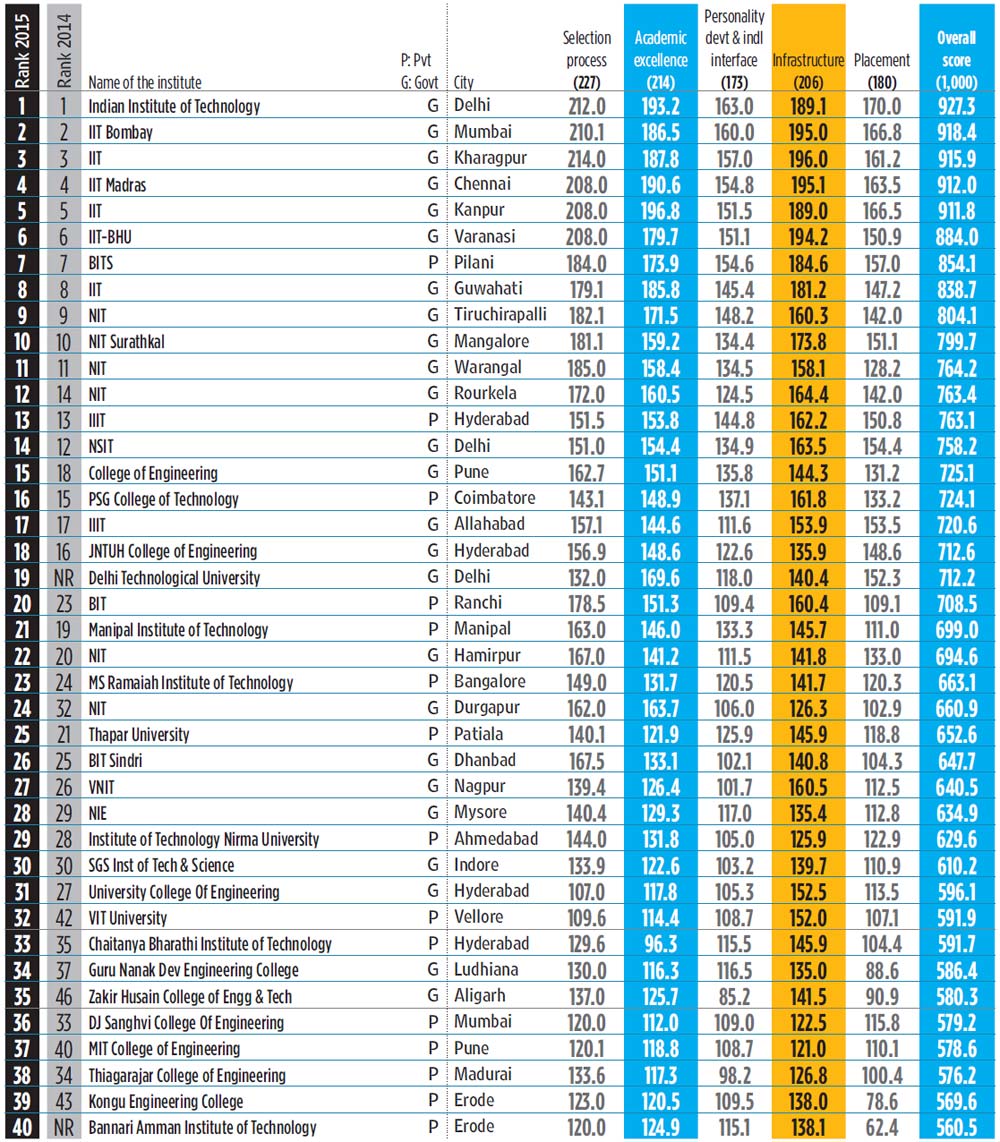 Rank 2015 Rank 2014 Name of the institute P: Pvt G: Govt City Selection process (227) Academic excellence (214) Personality devt & indl interface (173) Infrastructure (206) Placement (180) Overall score (1,000)
1 1 Indian Institute of Technology G Delhi 212.0 193.2 163.0 189.1 170.0 927.3
2 2 IIT Bombay G Mumbai 210.1 186.5 160.0 195.0 166.8 918.4
3 3 IIT G Kharagpur 214.0 187.8 157.0 196.0 161.2 915.9
4 4 IIT Madras G Chennai 208.0 190.6 154.8 195.1 163.5 912.0
5 5 IIT G Kanpur 208.0 196.8 151.5 189.0 166.5 911.8
6 6 IIT-BHU G Varanasi 208.0 179.7 151.1 194.2 150.9 884.0
7 7 BITS P Pilani 184.0 173.9 154.6 184.6 157.0 854.1
8 8 IIT G Guwahati 179.1 185.8 145.4 181.2 147.2 838.7
9 9 NIT G Tiruchirapalli 182.1 171.5 148.2 160.3 142.0 804.1
10 10 NIT Surathkal G Mangalore 181.1 159.2 134.4 173.8 151.1 799.7
11 11 NIT G Warangal 185.0 158.4 134.5 158.1 128.2 764.2
12 14 NIT G Rourkela 172.0 160.5 124.5 164.4 142.0 763.4
13 13 IIIT P Hyderabad 151.5 153.8 144.8 162.2 150.8 763.1
14 12 NSIT G Delhi 151.0 154.4 134.9 163.5 154.4 758.2
15 18 College of Engineering G Pune 162.7 151.1 135.8 144.3 131.2 725.1
16 15 PSG College of Technology P Coimbatore 143.1 148.9 137.1 161.8 133.2 724.1
17 17 IIIT G Allahabad 157.1 144.6 111.6 153.9 153.5 720.6
18 16 JNTUH College of Engineering G Hyderabad 156.9 148.6 122.6 135.9 148.6 712.6
19 NR Delhi Technological University G Delhi 132.0 169.6 118.0 140.4 152.3 712.2
20 23 BIT P Ranchi 178.5 151.3 109.4 160.4 109.1 708.5
21 19 Manipal Institute of Technology P Manipal 163.0 146.0 133.3 145.7 111.0 699.0
22 20 NIT G Hamirpur 167.0 141.2 111.5 141.8 133.0 694.6
23 24 MS Ramaiah Institute of Technology P Bangalore 149.0 131.7 120.5 141.7 120.3 663.1
24 32 NIT G Durgapur 162.0 163.7 106.0 126.3 102.9 660.9
25 21 Thapar University P Patiala 140.1 121.9 125.9 145.9 118.8 652.6
26 25 BIT Sindri G Dhanbad 167.5 133.1 102.1 140.8 104.3 647.7
27 26 VNIT G Nagpur 139.4 126.4 101.7 160.5 112.5 640.5
28 29 NIE G Mysore 140.4 129.3 117.0 135.4 112.8 634.9
29 28 Institute of Technology Nirma University P Ahmedabad 144.0 131.8 105.0 125.9 122.9 629.6
30 30 SGS Inst of Tech & Science G Indore 133.9 122.6 103.2 139.7 110.9 610.2
31 27 University College Of Engineering G Hyderabad 107.0 117.8 105.3 152.5 113.5 596.1
32 42 VIT University P Vellore 109.6 114.4 108.7 152.0 107.1 591.9
33 35 Chaitanya Bharathi Institute of Technology P Hyderabad 129.6 96.3 115.5 145.9 104.4 591.7
34 37 Guru Nanak Dev Engineering College G Ludhiana 130.0 116.3 116.5 135.0 88.6 586.4
35 46 Zakir Husain College of Engg & Tech G Aligarh 137.0 125.7 85.2 141.5 90.9 580.3
36 33 DJ Sanghvi College Of Engineering P Mumbai 120.0 112.0 109.0 122.5 115.8 579.2
37 40 MIT College of Engineering P Pune 120.1 118.8 108.7 121.0 110.1 578.6
38 34 Thiagarajar College of Engineering P Madurai 133.6 117.3 98.2 126.8 100.4 576.2
39 43 Kongu Engineering College P Erode 123.0 120.5 109.5 138.0 78.6 569.6
40 NR Bannari Amman Institute of Technology P Erode 120.0 124.9 115.1 138.1 62.4 560.5